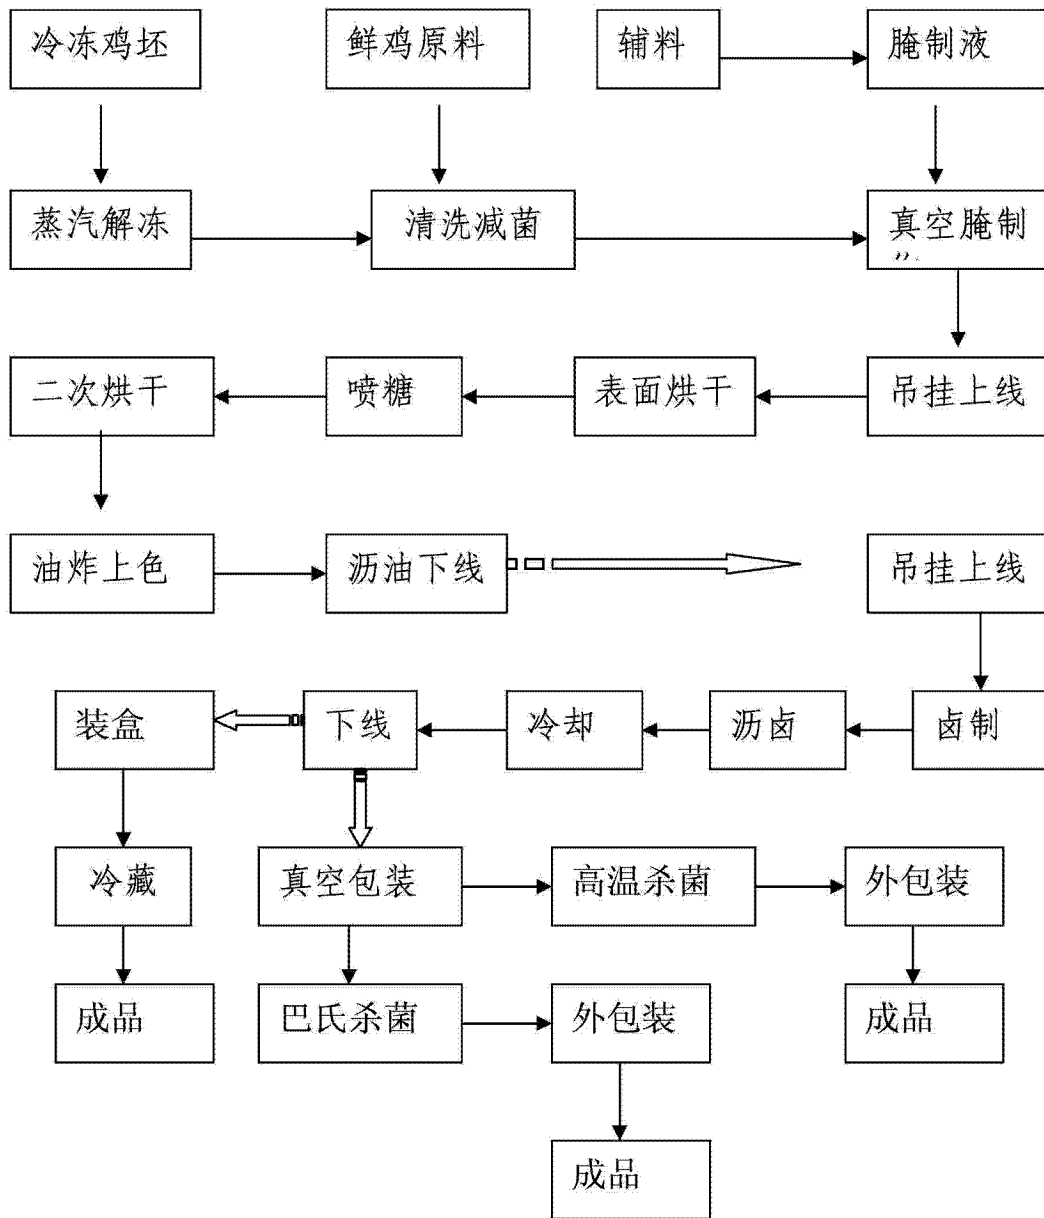 冷冻鸡坯
鲜鸡原料
辅料
腌制液
蒸汽解冻
清洗减菌
真空腌制
二次烘干
喷糖
表面烘干
吊挂上线
油炸上色
沥油下线
吊挂上线
装盒
下线
冷却
沥卤
卤制
冷藏
真空包装
高温杀菌
外包装
成品
巴氏杀菌
外包装
成品
成品